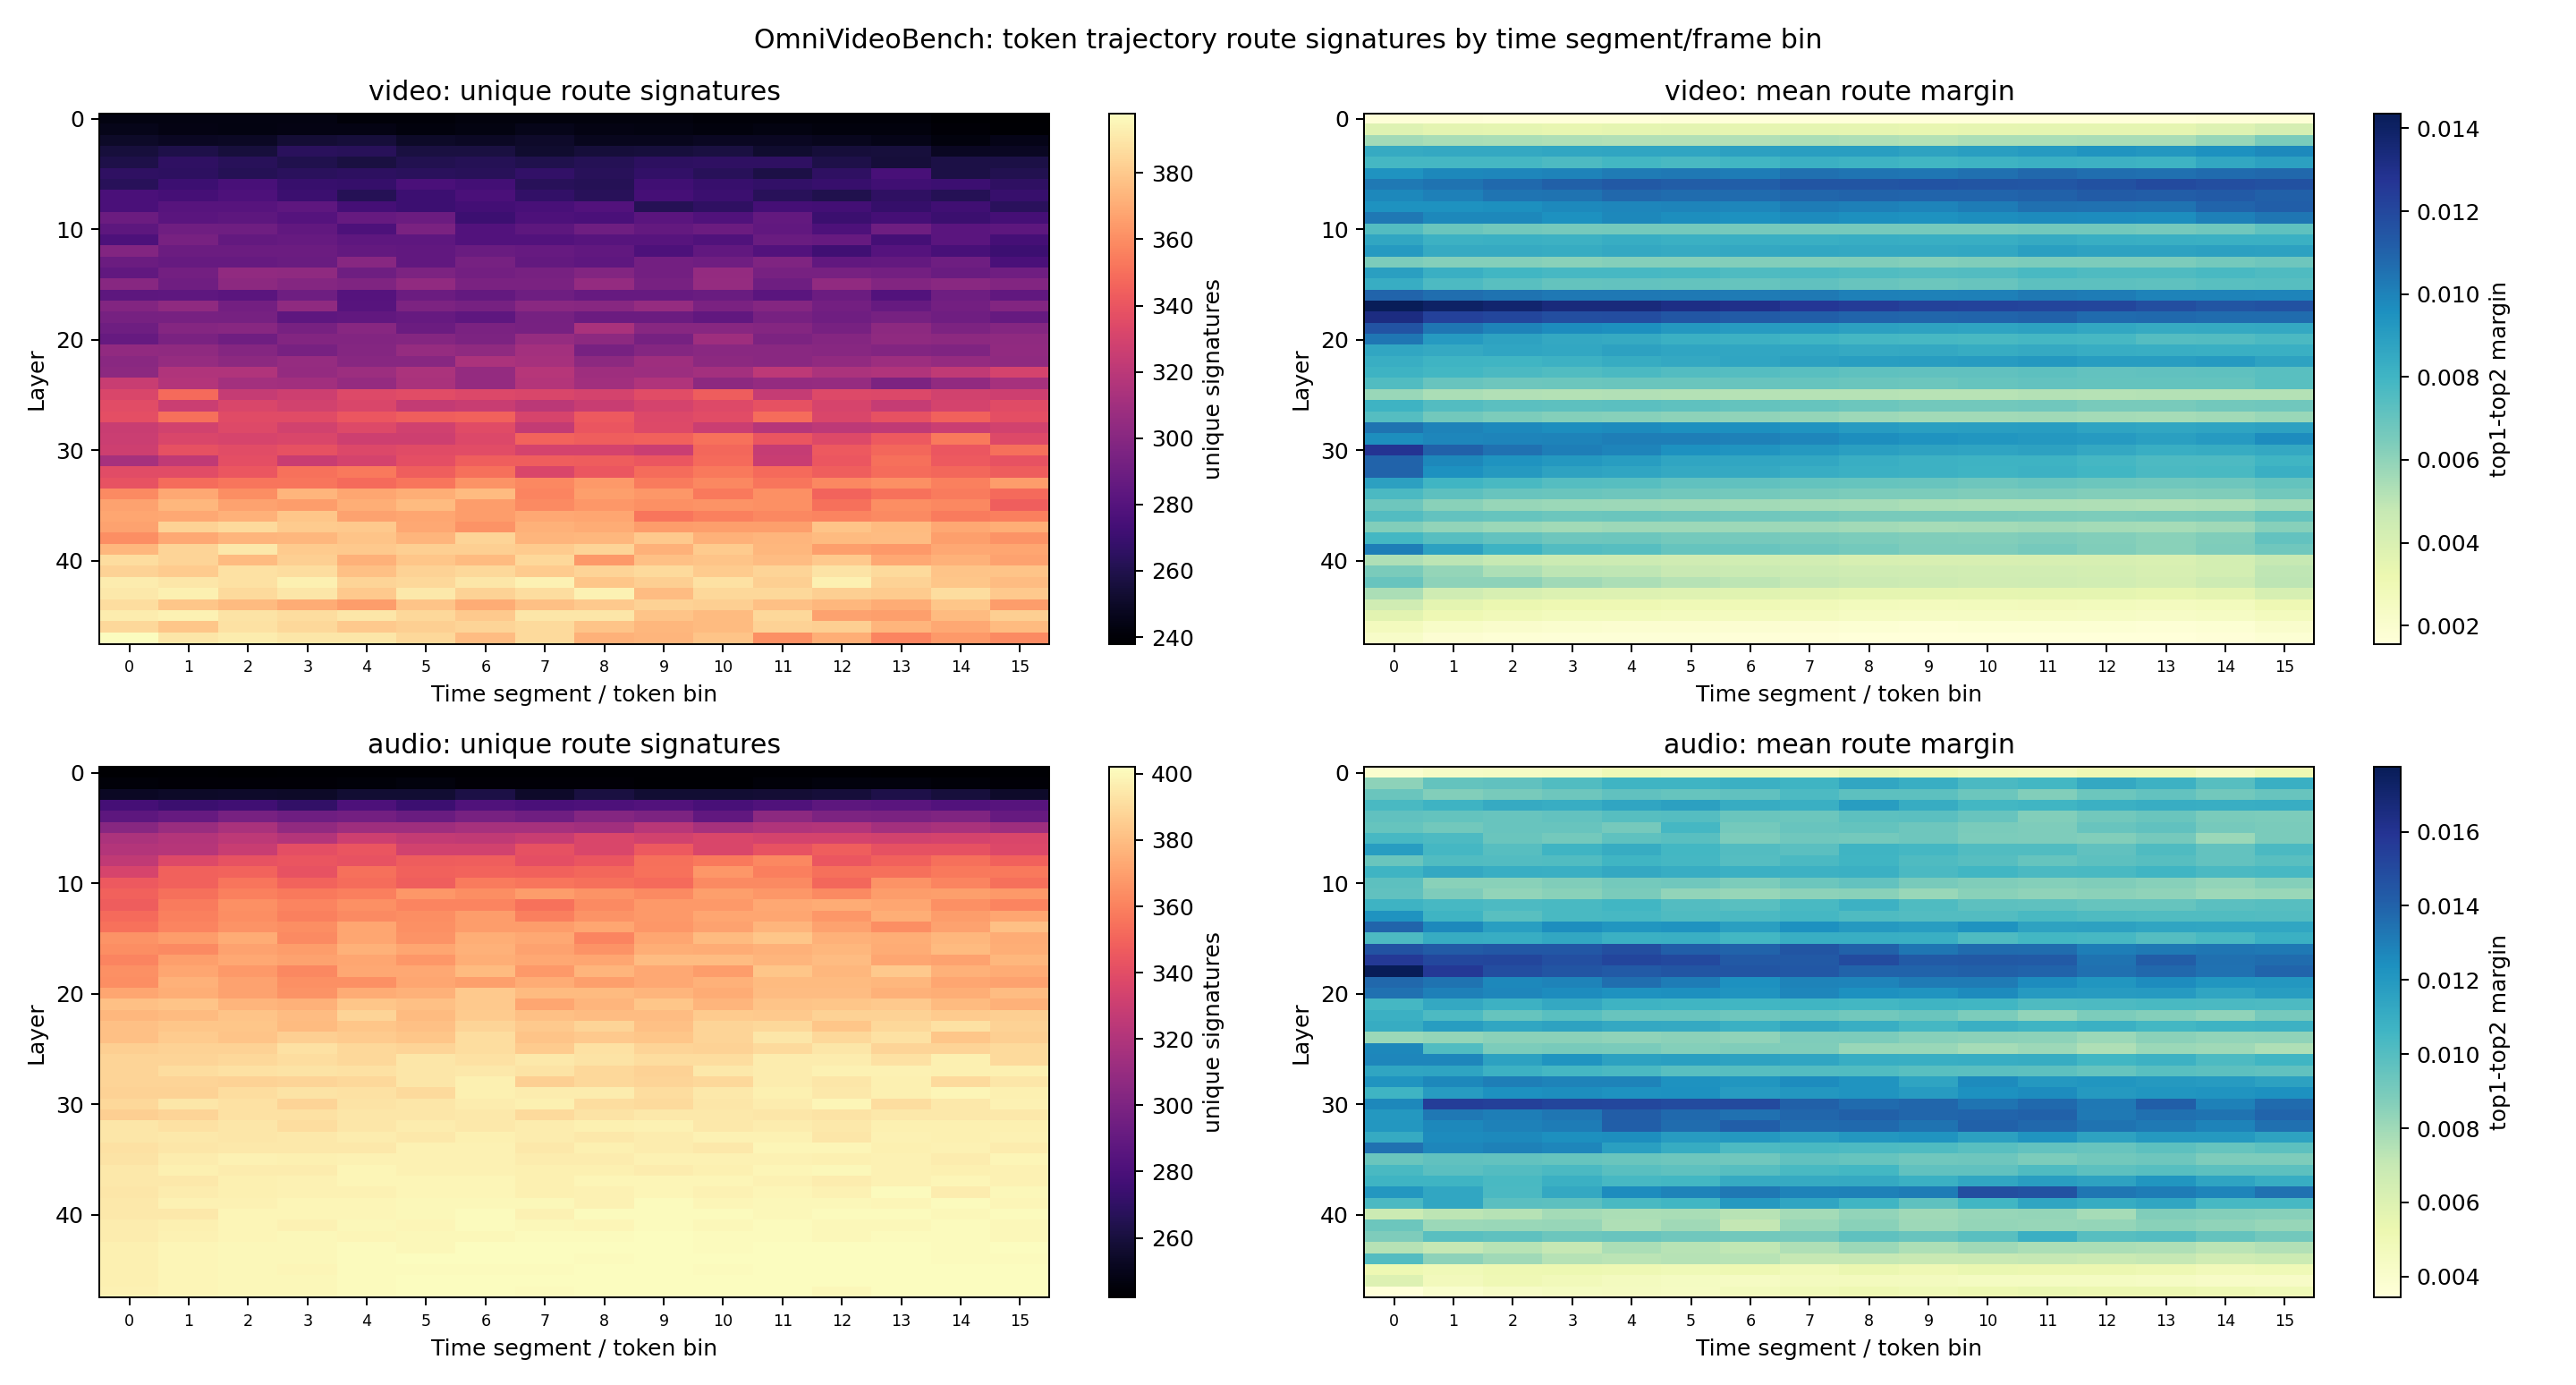 OmniVideoBench: token trajectory route signatures by time segment/frame bin
video: unique route signatures
0
10
20
30
40
Layer
0 1 2 3 4 5 6 7 8 9 10 11 12 13 14 15
Time segment / token bin
380
360
340
320
300
280
260
240
unique signatures
video: mean route margin
0
10
20
30
40
Layer
0 1 2 3 4 5 6 7 8 9 10 11 12 13 14 15
Time segment / token bin
0.014
0.012
0.010
0.008
0.006
0.004
0.002
top1-top2 margin
audio: unique route signatures
0
10
20
30
40
Layer
0 1 2 3 4 5 6 7 8 9 10 11 12 13 14 15
Time segment / token bin
400
380
360
340
320
300
280
260
unique signatures
audio: mean route margin
0
10
20
30
40
Layer
0 1 2 3 4 5 6 7 8 9 10 11 12 13 14 15
Time segment / token bin
0.016
0.014
0.012
0.010
0.008
0.006
0.004
top1-top2 margin